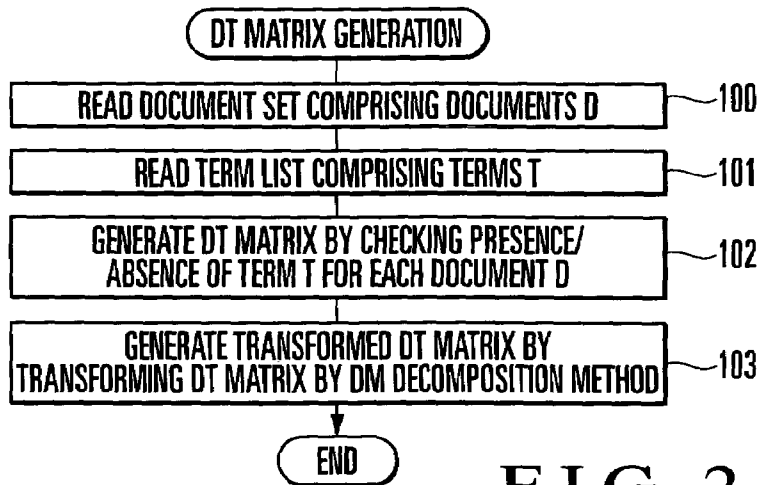 DT MATRIX GENERATION
READ DOCUMENT SET COMPRISING DOCUMENTS D
100
READ TERM LIST COMPRISING TERMS T
101
GENERATE DT MATRIX BY CHECKING PRESENCE/
ABSENCE OF TERM T FOR EACH DOCUMENT D
102
GENERATE TRANSFORMED DT MATRIX BY
TRANSFORMING DT MATRIX BY DM DECOMPOSITION METHOD
103
END